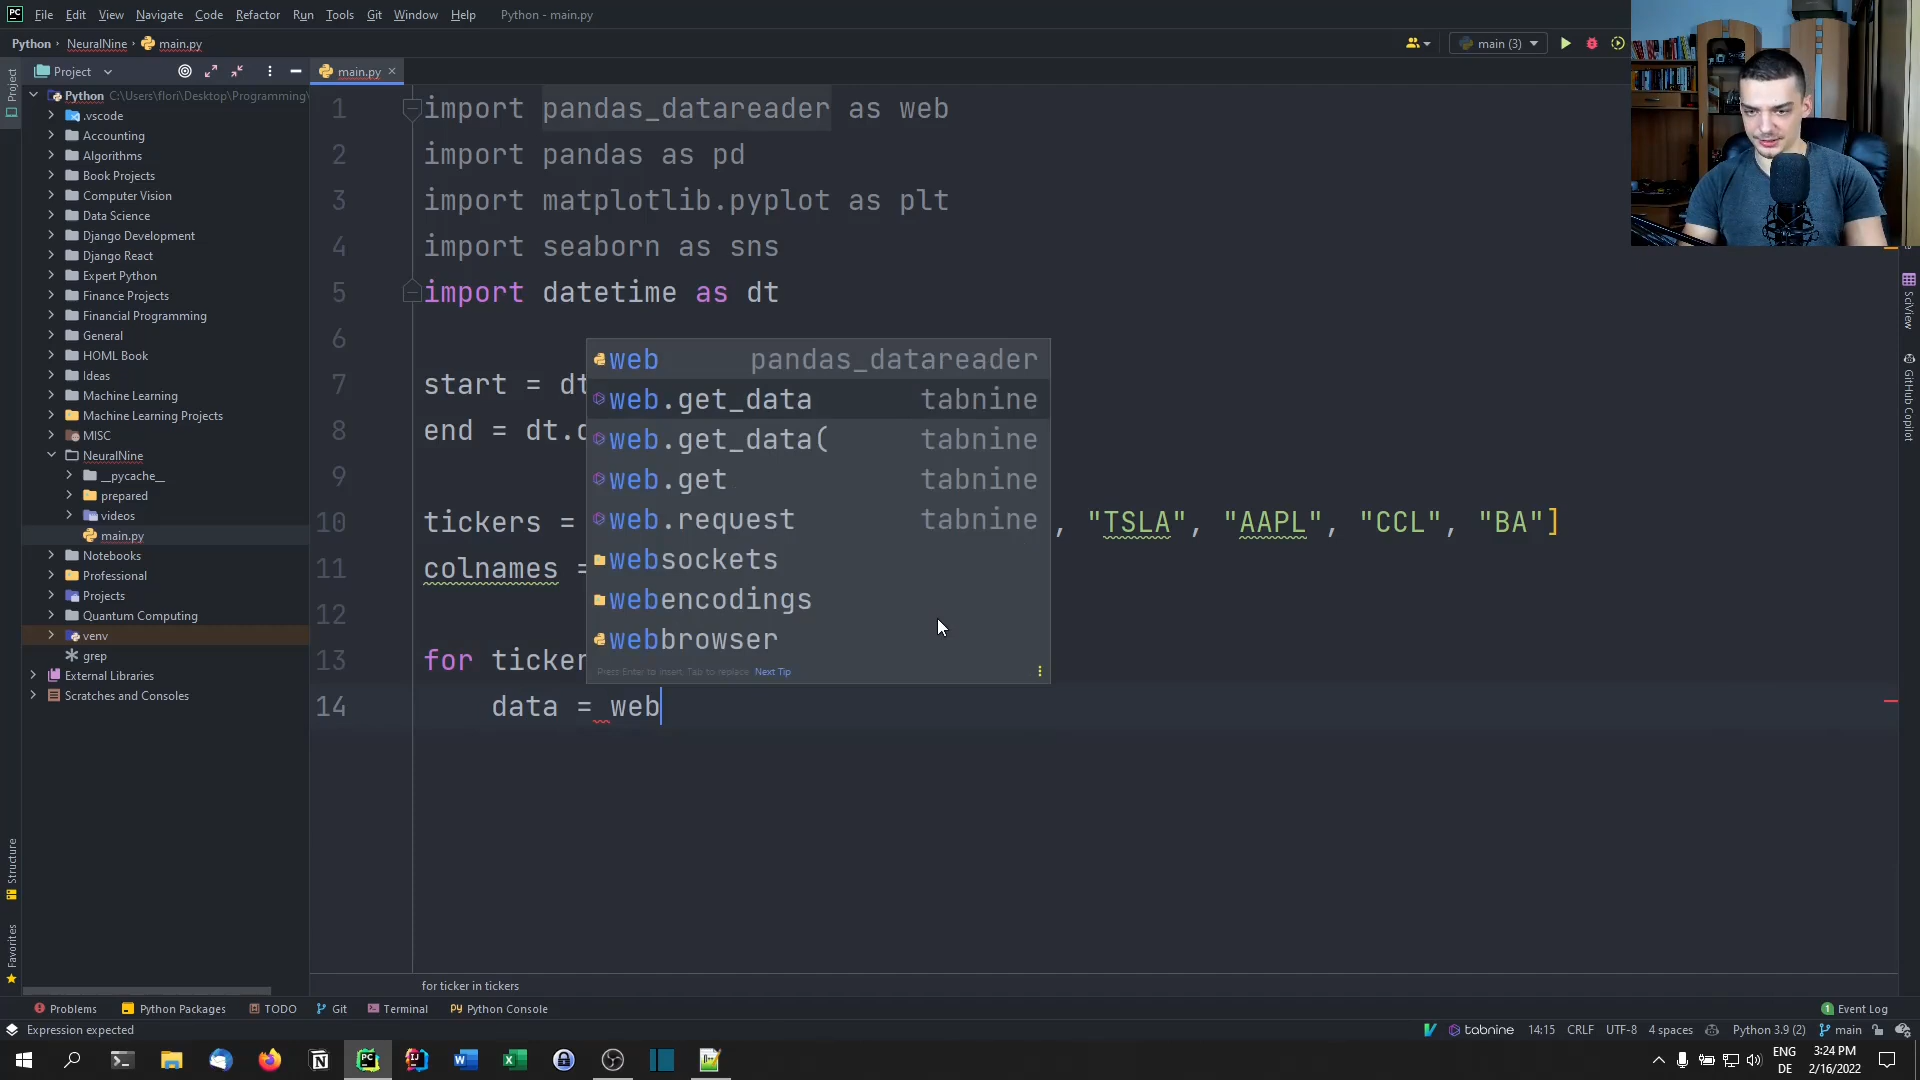 File Edit View Navigate Code Refactor Run Tools Git Window Help Python - main.py
Python NeuralNine main.py main (3)
Project main.py
Project
Python C:\Users\flori\Desktop\Programming\
.vscode
Accounting
Algorithms
Book Projects
Computer Vision
Data Science
Django Development
Django React
Expert Python
Finance Projects
Financial Programming
General
HOML Book
Ideas
Machine Learning
Machine Learning Projects
MISC
NeuralNine
__pycache__
prepared
videos
main.py
Notebooks
Professional
Projects
Quantum Computing
venv
grep
External Libraries
Scratches and Consoles
Structure
Favorites
1 import pandas_datareader as web
2 import pandas as pd
3 import matplotlib.pyplot as plt
4 import seaborn as sns
5 import datetime as dt
6
7 start = dt
8 end = dt.d
9
10 tickers = , "TSLA", "AAPL", "CCL", "BA"]
11 colnames =
12
13 for ticker
14 data = web
web pandas_datareader
web.get_data tabnine
web.get_data( tabnine
web.get tabnine
web.request tabnine
websockets
webencodings
webbrowser
Press Enter to insert, Tab to replace Next Tip
SciView
GitHub Copilot
for ticker in tickers
Problems Python Packages TODO Git Terminal Python Console 1 Event Log
Expression expected tabnine 14:15 CRLF UTF-8 4 spaces Python 3.9 (2) main
ENG 3:24 PM
DE 2/16/2022